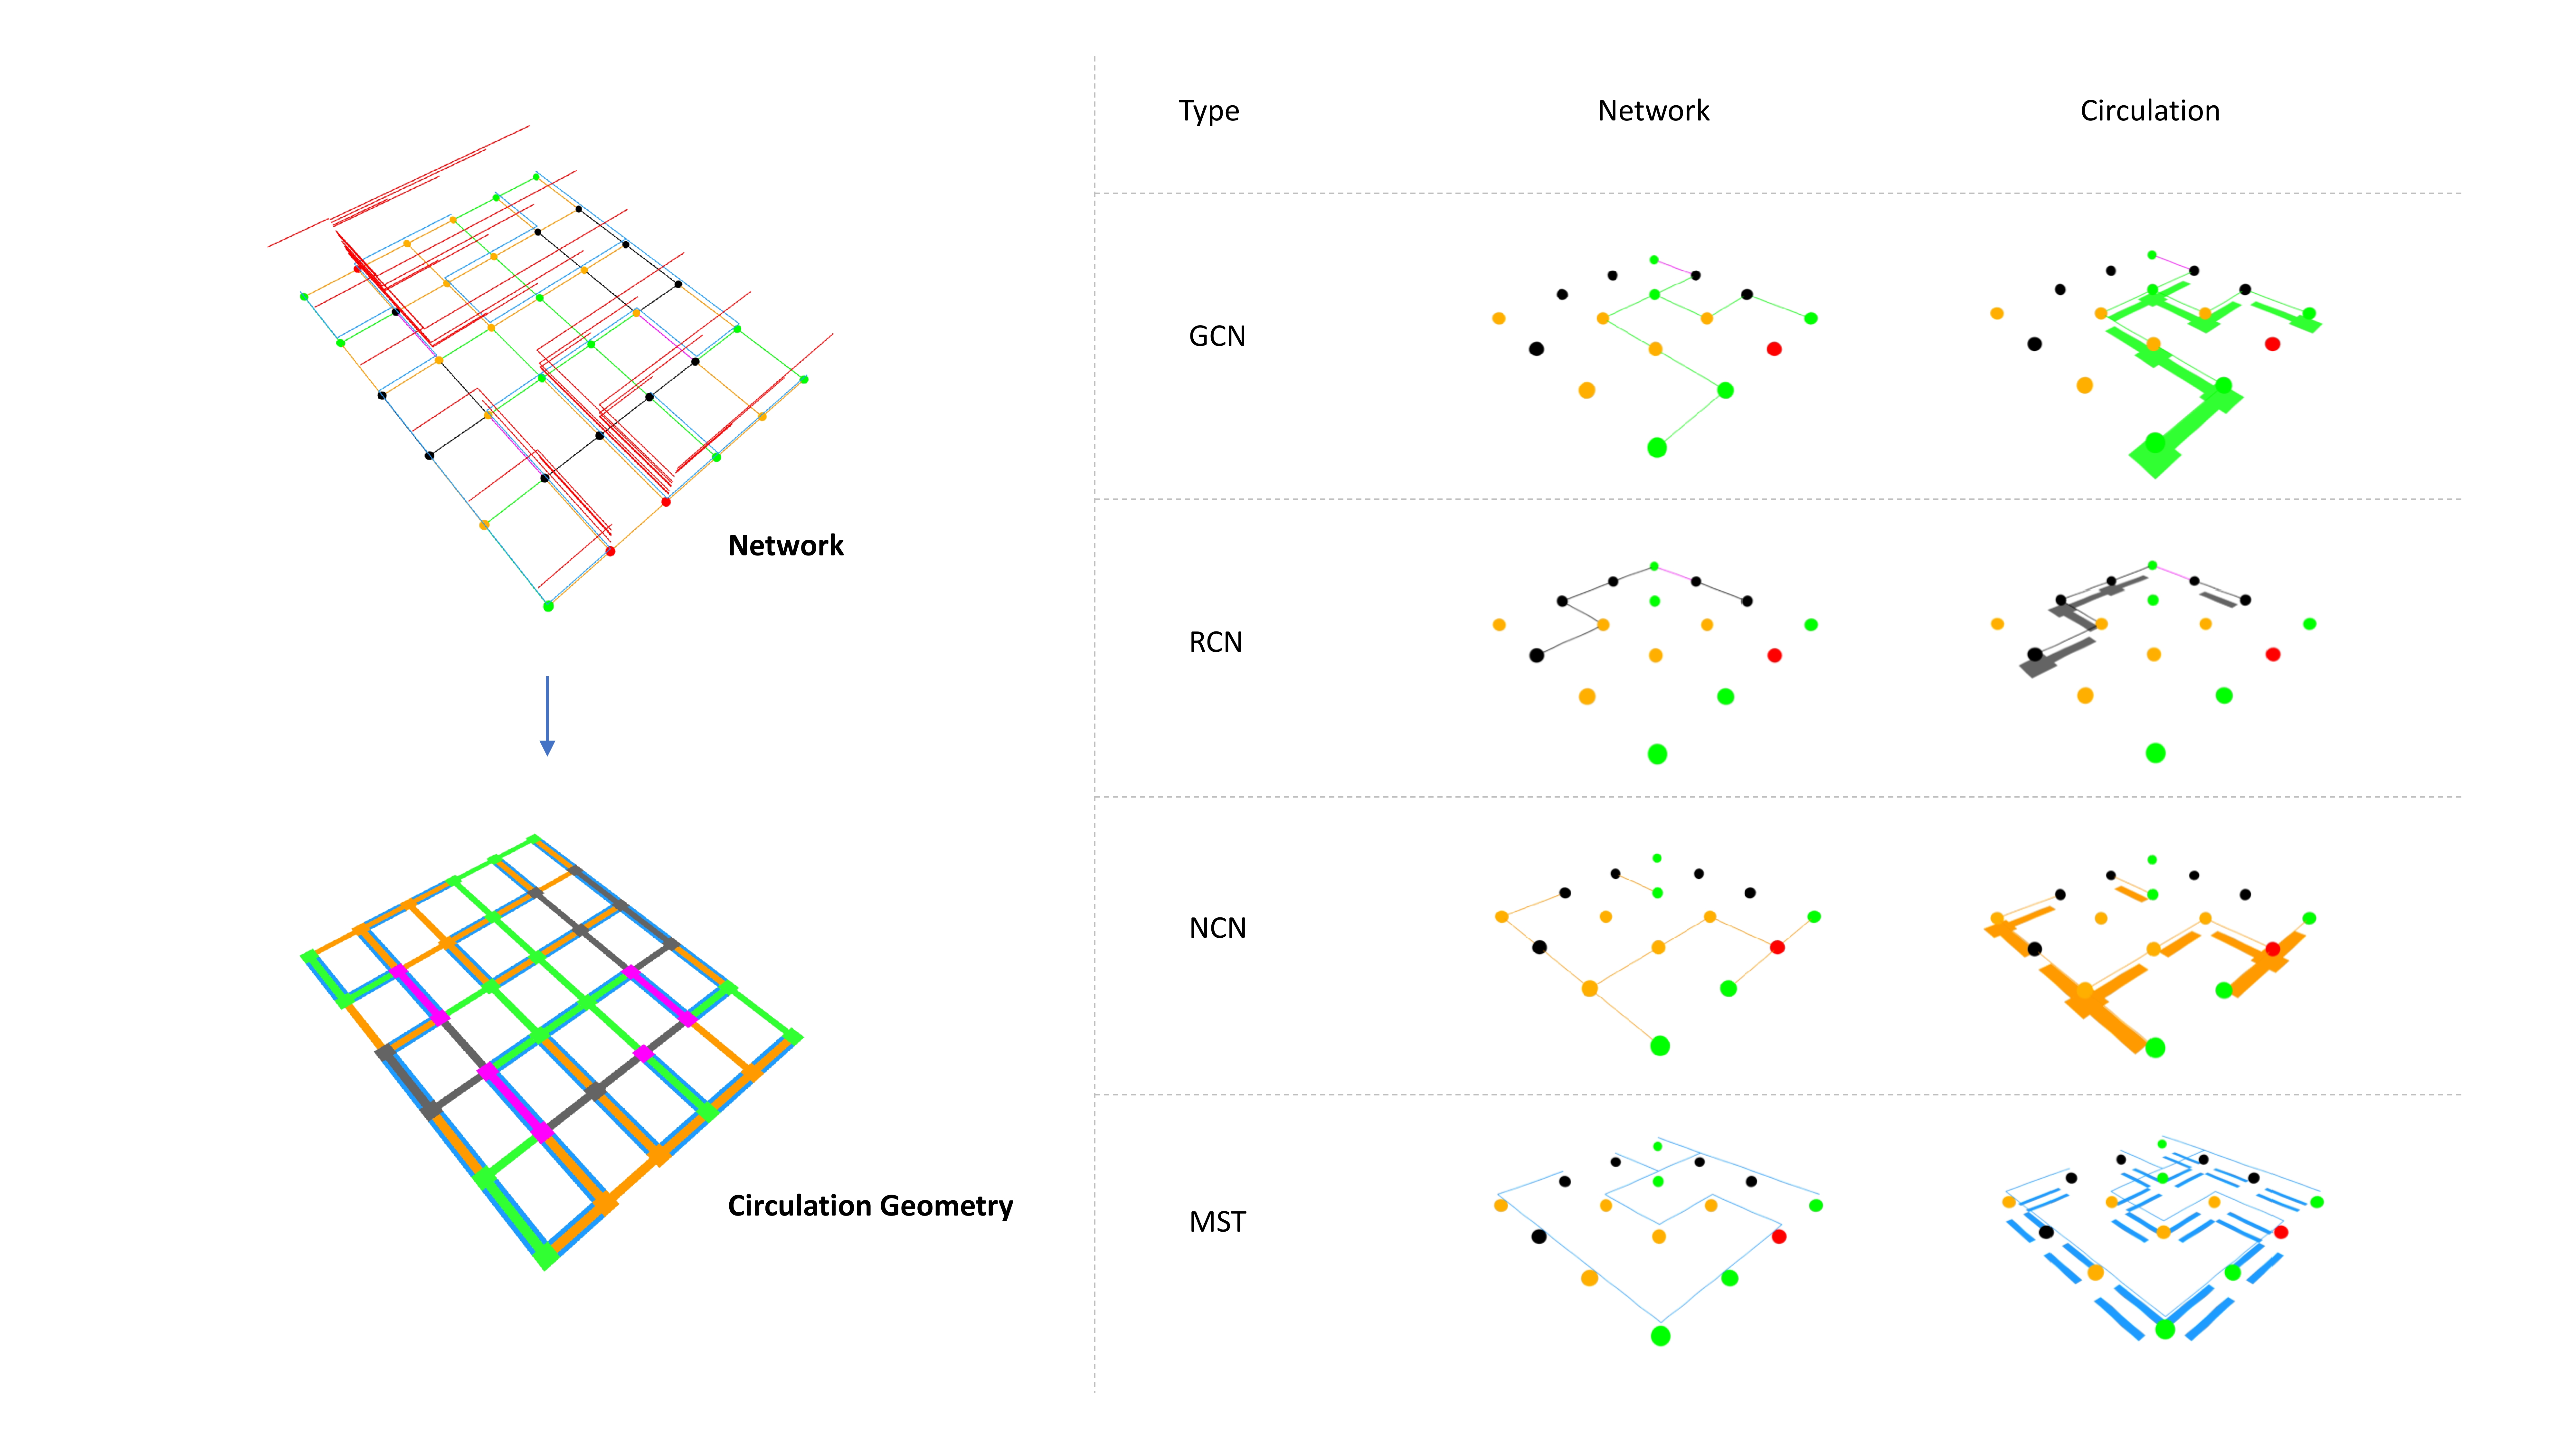 Network
Circulation Geometry
Type Network Circulation
GCN
RCN
NCN
MST